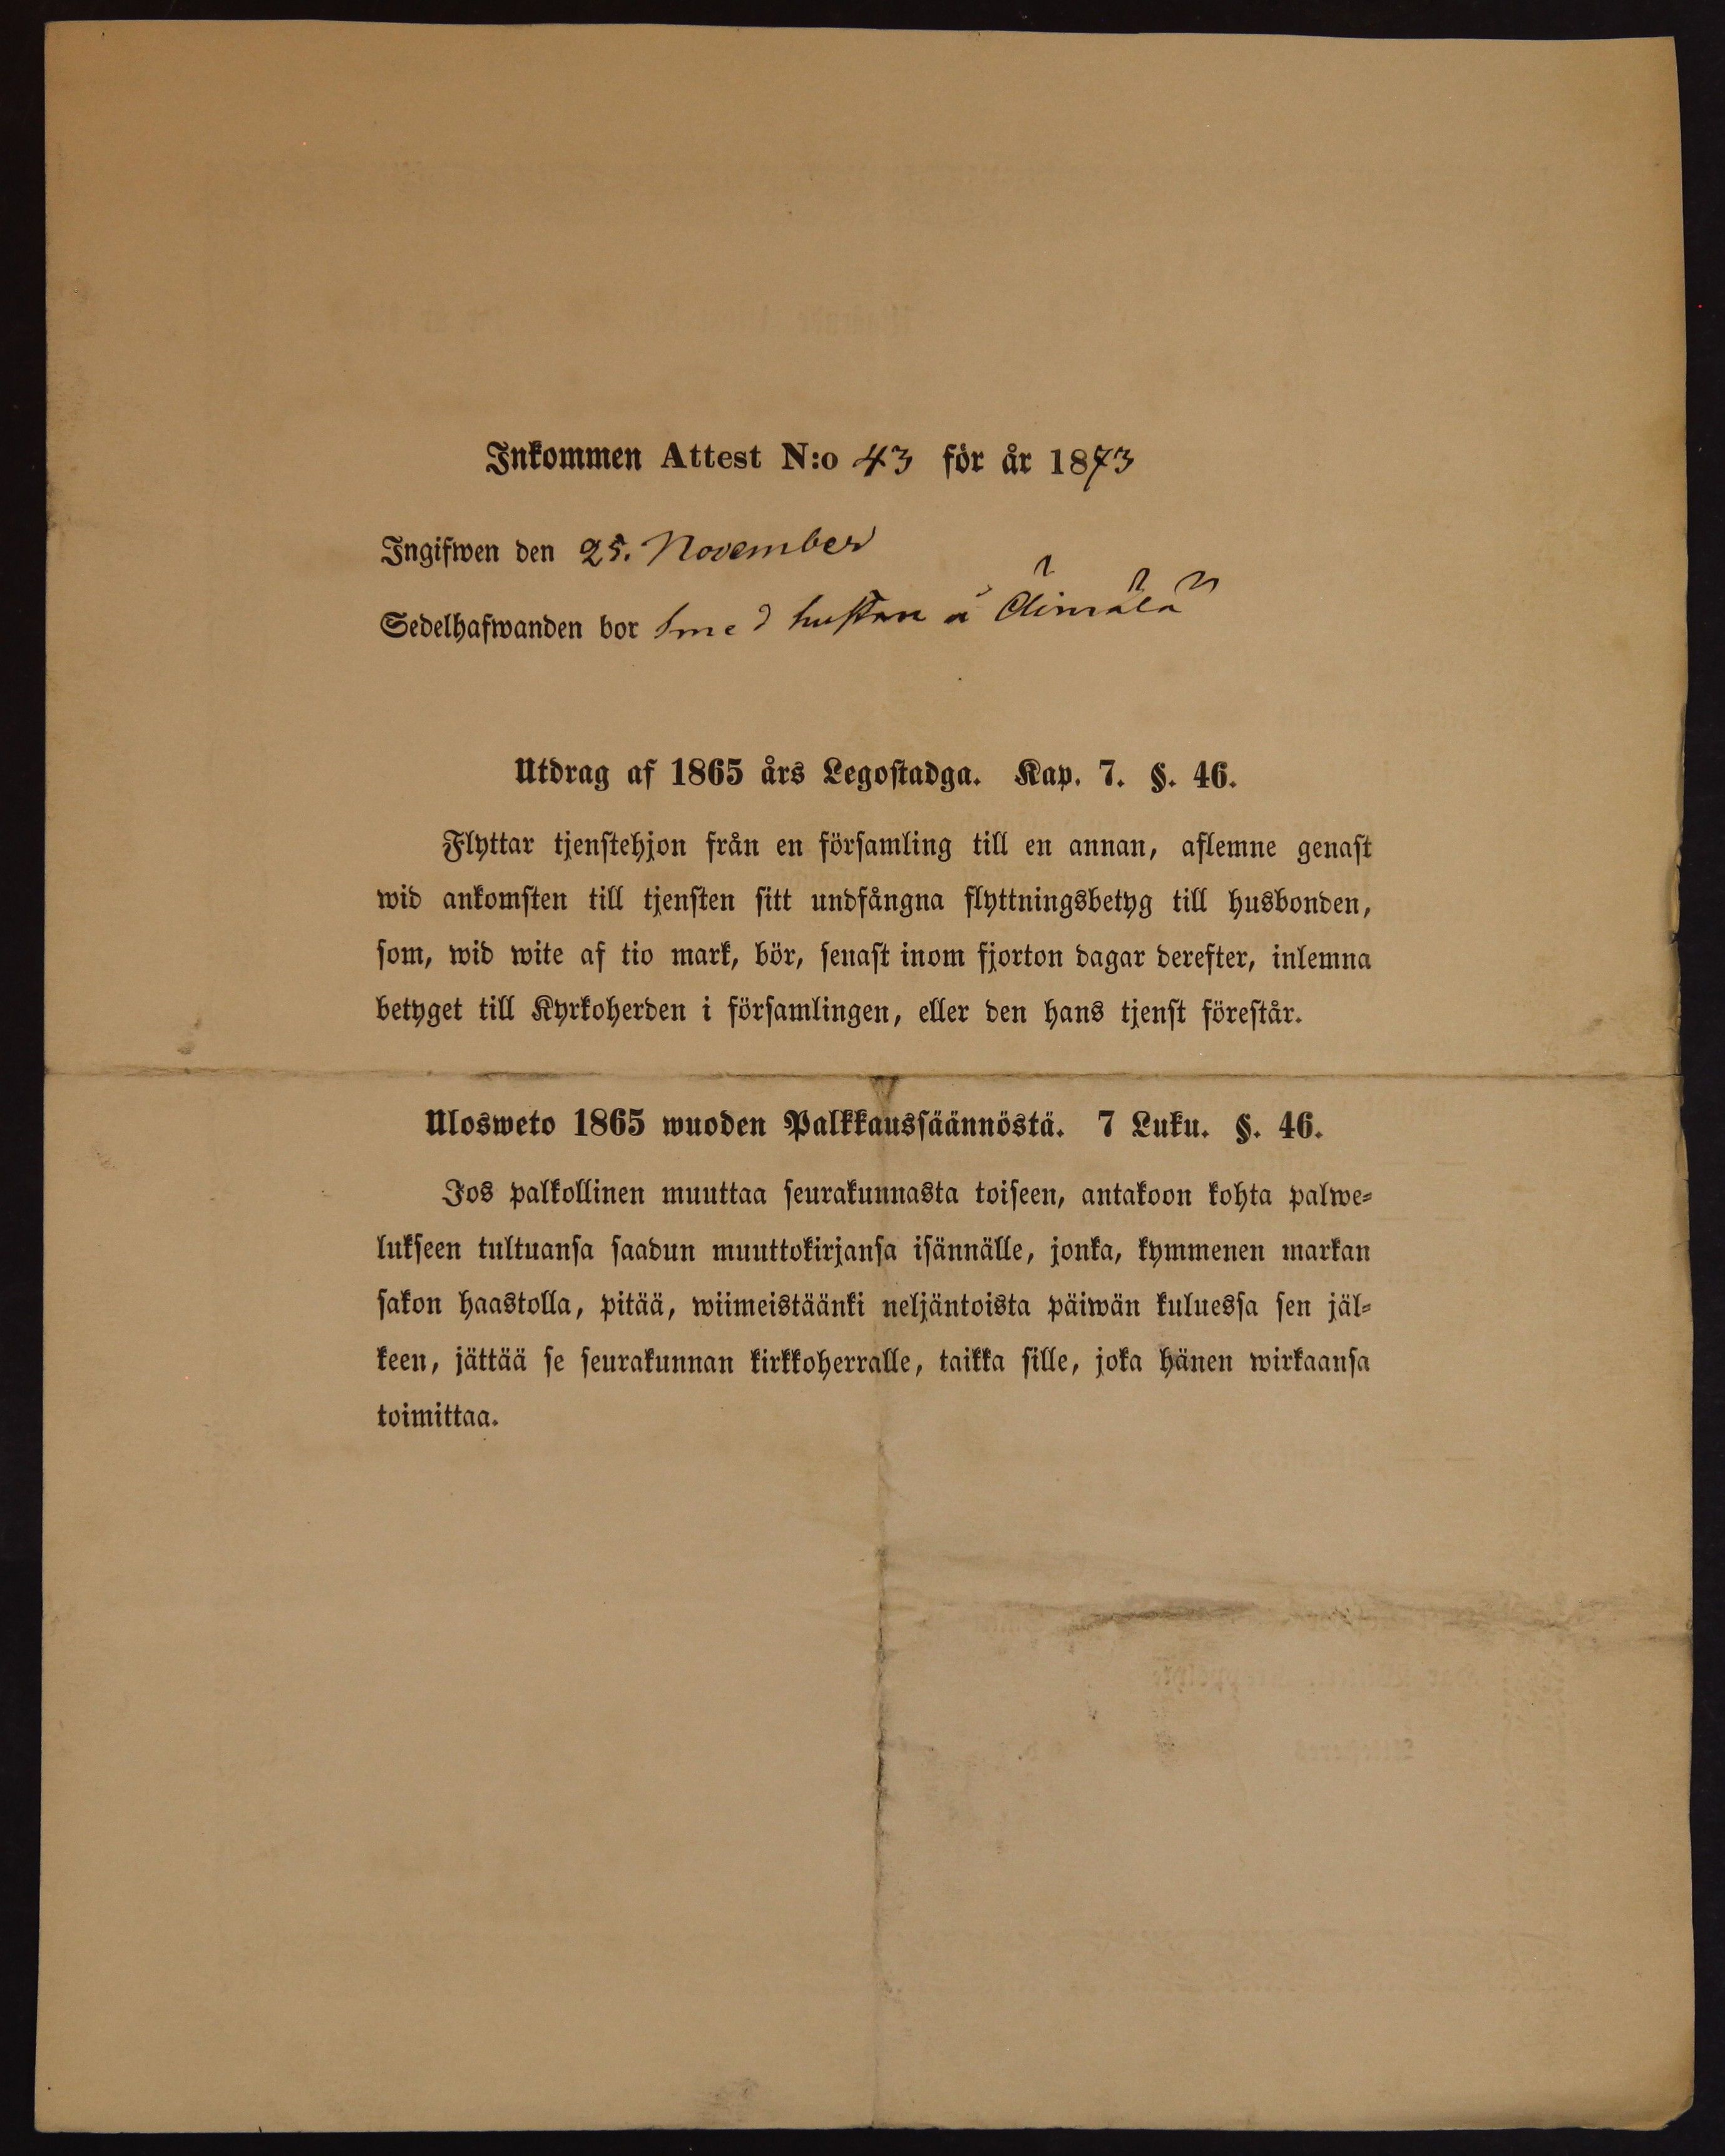 Inkommen Attest N:o 43 för år 1873
Ingifwen den 25. November
Sedelhafwanden bor Smed hustru å
Utdrag af 1865 års Legostadga. Kap. 7. §. 46.
Flyttar tjenstehjon från en församling till en annan, aflemne genast
wid ankomsten till tjensten sitt undfångna flyttningsbetyg till husbonden,
som, wid wite af tio mark, bör, senast inom fjorton dagar derefter, inlemna
betyget till Kyrkoherden i församlingen, eller den hans tjenst förestår.
Ulosweto 1865 wuoden Palkkaussäännöstä. 7 Luku. §. 46.
Jos palkollinen muuttaa seurakunnasta toiseen, antakoon kohta palwe-
lukseen tultuansa saadun muuttokirjansa isännälle, jonka, kymmenen markan
sakon haastolla, pitää, wiimeistäänki neljäntoista päiwän kuluessa sen jäl-
keen, jättää se seurakunnan kirkkoherralle, taikka sille, joka hänen wirkaansa
toimittaa.